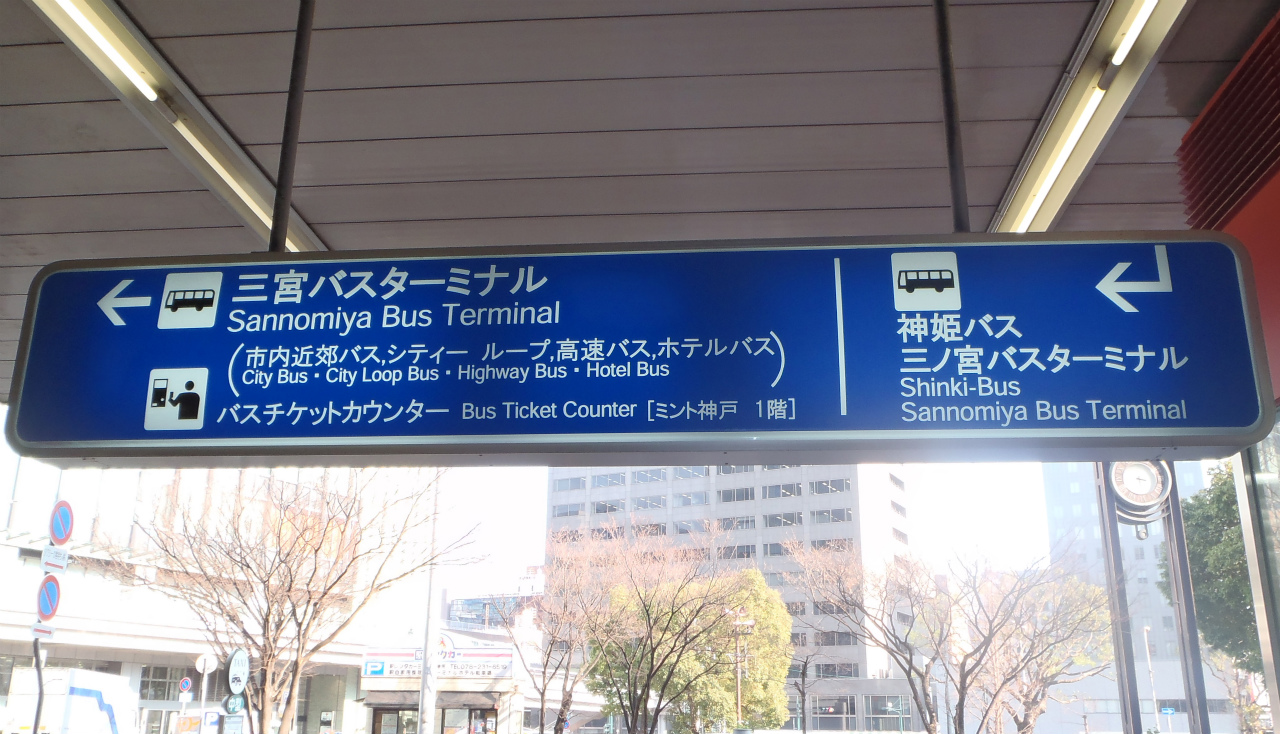 三宮バスターミナル
Sannomiya Bus Terminal
(市内近郊バス,シティー ループ,高速バス,ホテルバス)
City Bus・City Loop Bus・Highway Bus・Hotel Bus
バスチケットカウンター Bus Ticket Counter [ミント神戸 1階]
神姫バス
三ノ宮バスターミナル
Shinki-Bus
Sannomiya Bus Terminal
P